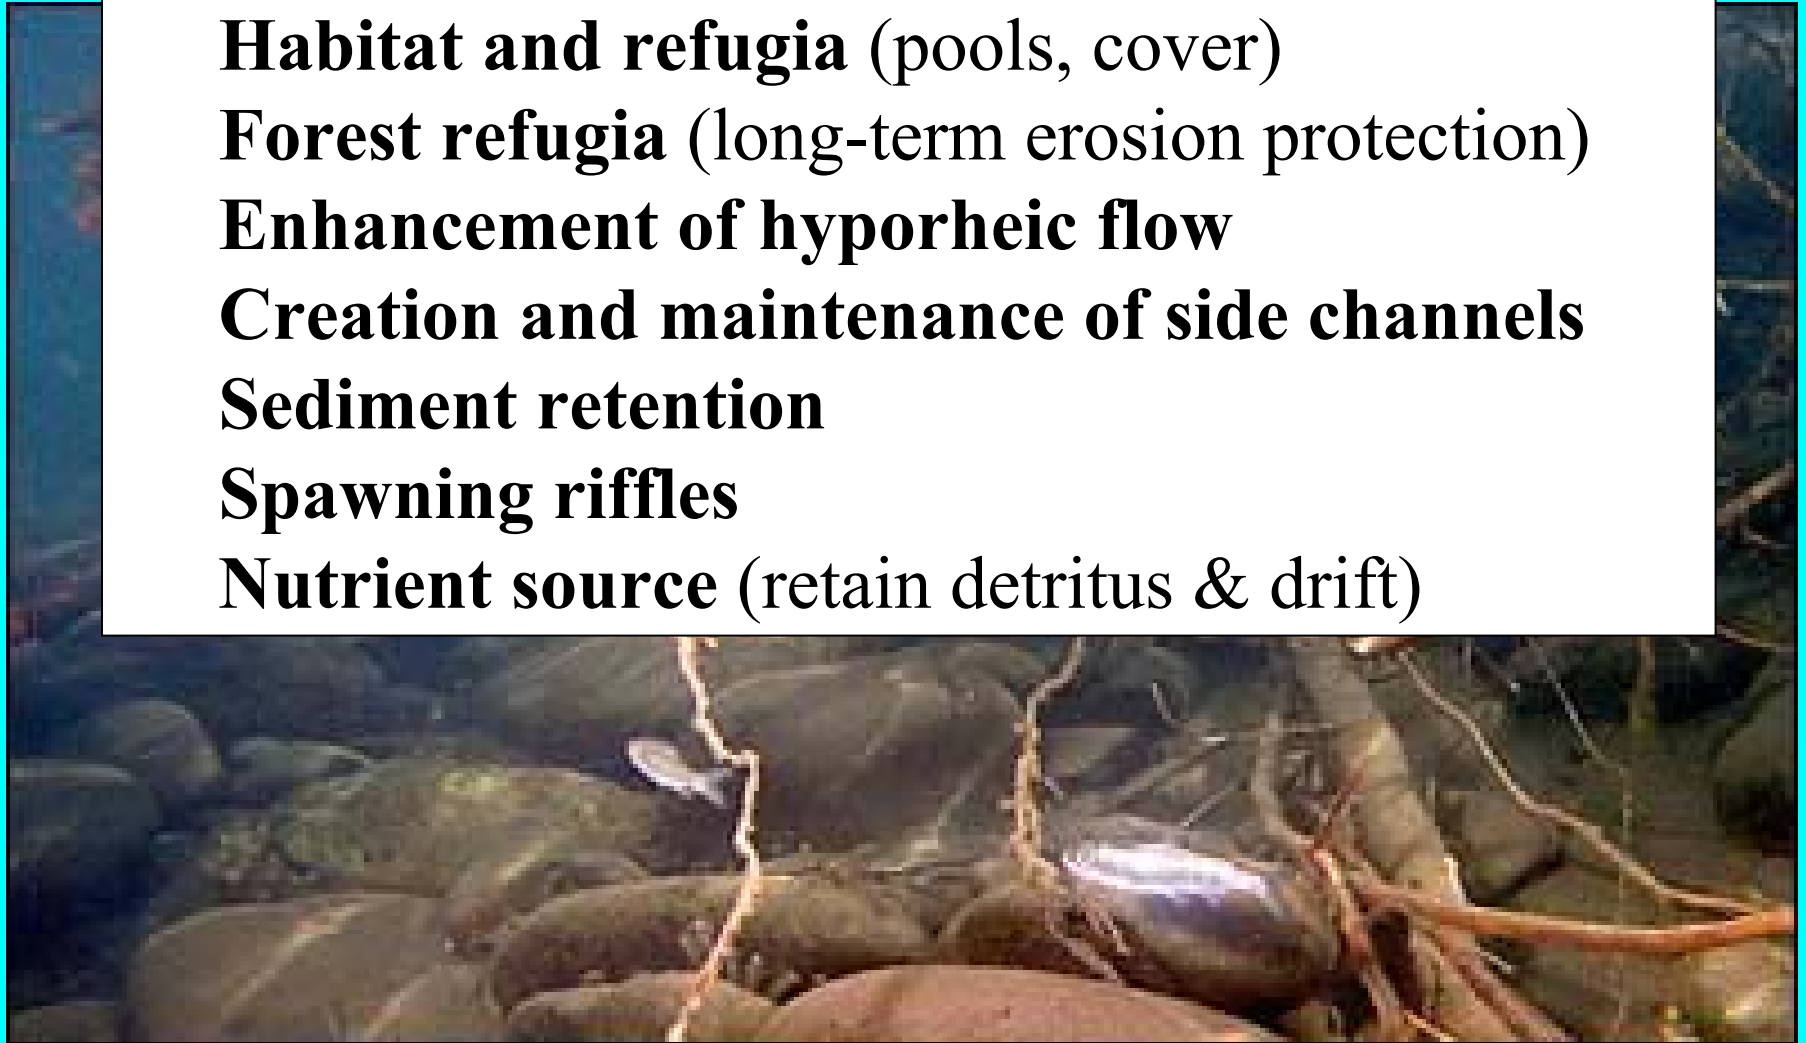 Habitat and refugia (pools, cover)
Forest refugia (long-term erosion protection)
Enhancement of hyporheic flow
Creation and maintenance of side channels
Sediment retention
Spawning riffles
Nutrient source (retain detritus & drift)